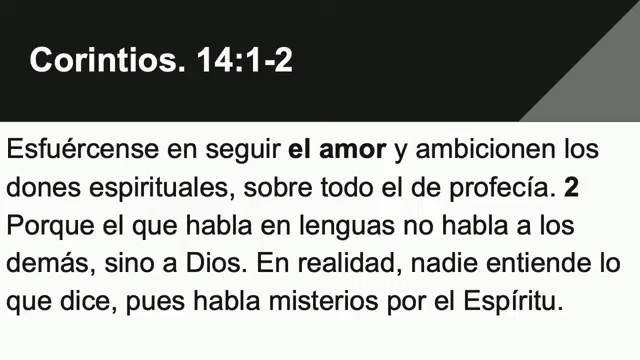 Corintios. 14:1-2
Esfuércense en seguir el amor y ambicionen los
dones espirituales, sobre todo el de profecía. 2
Porque el que habla en lenguas no habla a los
demás, sino a Dios. En realidad, nadie entiende lo
que dice, pues habla misterios por el Espíritu.